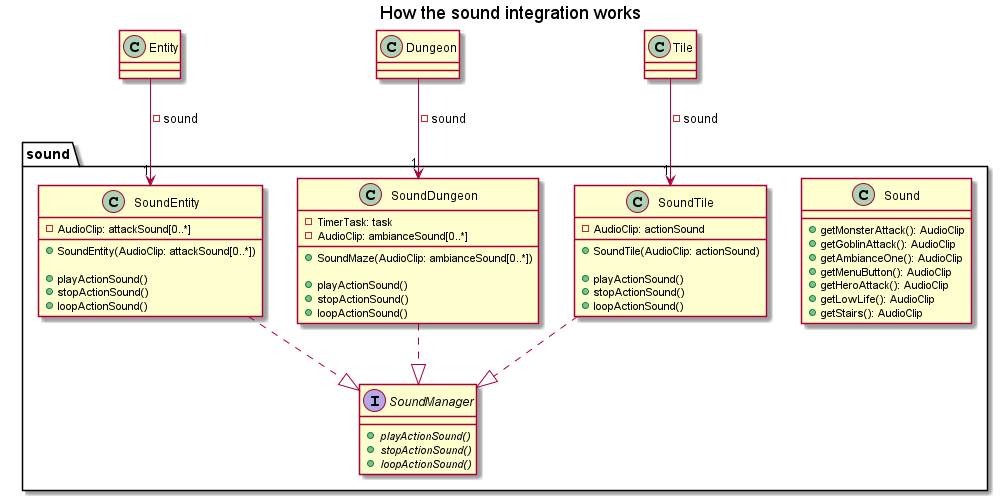 How the sound integration works
C Entity
C Dungeon
C Tile
sound
sound
sound
sound
1
1
1
C SoundEntity
AudioClip: attackSound[0..*]
SoundEntity(AudioClip: attackSound[0..*])
playActionSound()
stopActionSound()
loopActionSound()
C SoundDungeon
TimerTask: task
AudioClip: ambianceSound[0..*]
SoundMaze(AudioClip: ambianceSound[0..*])
playActionSound()
stopActionSound()
loopActionSound()
C SoundTile
AudioClip: actionSound
SoundTile(AudioClip: actionSound)
playActionSound()
stopActionSound()
loopActionSound()
C Sound
getMonsterAttack(): AudioClip
getGoblinAttack(): AudioClip
getAmbianceOne(): AudioClip
getMenuButton(): AudioClip
getHeroAttack(): AudioClip
getLowLife(): AudioClip
getStairs(): AudioClip
I SoundManager
playActionSound()
stopActionSound()
loopActionSound()